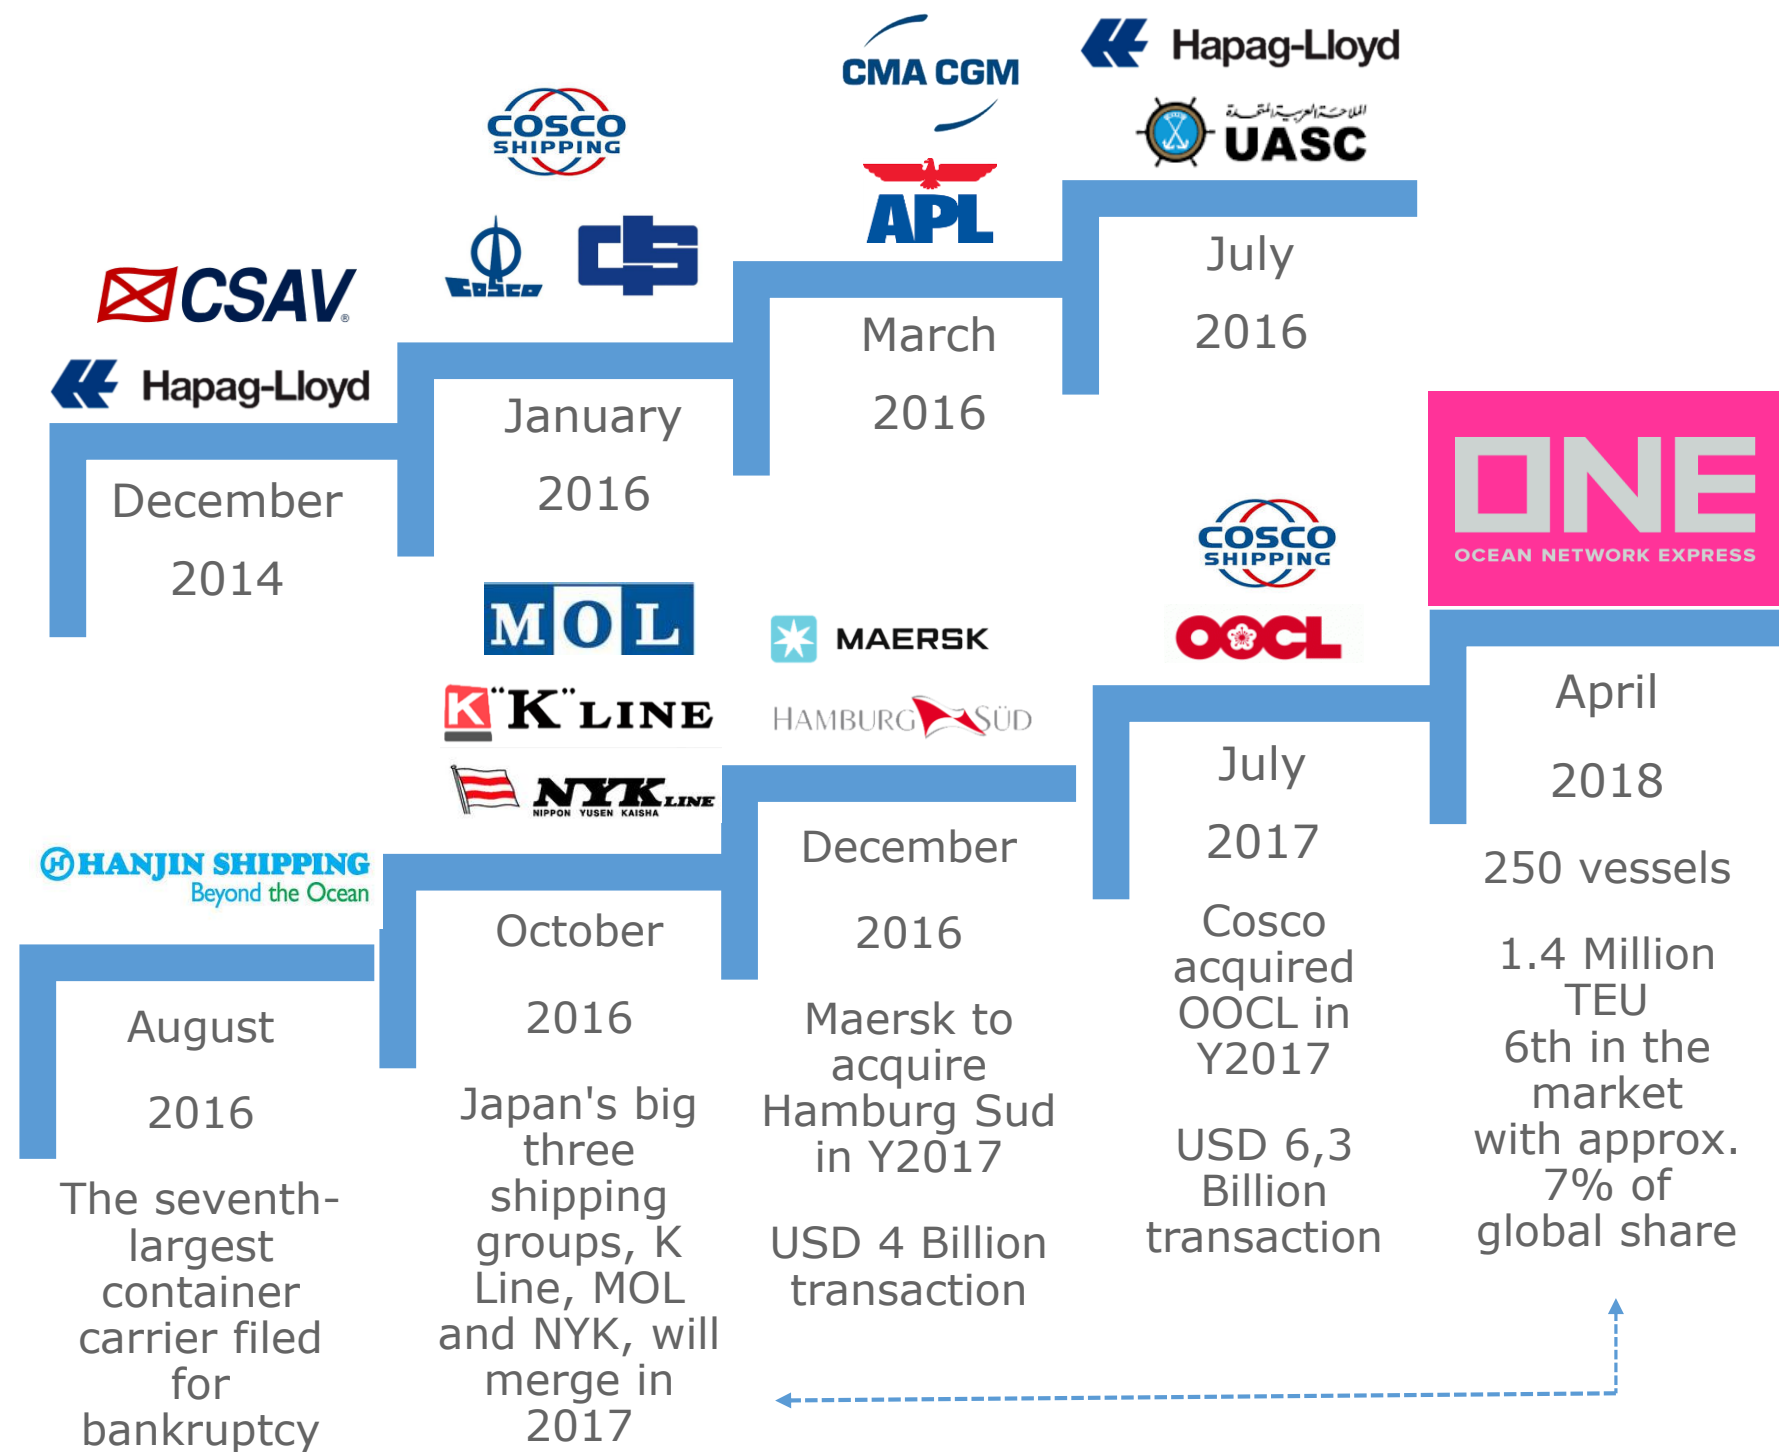 CSAV
Hapag-Lloyd
December
2014
COSCO
SHIPPING
COSCO
January
2016
CMA CGM
APL
March
2016
Hapag-Lloyd
الملاحة العربية المتحدة
UASC
July
2016
HANJIN SHIPPING
Beyond the Ocean
August
2016
The seventh-
largest
container
carrier filed
for
bankruptcy
MOL
K "K" LINE
NYK LINE
NIPPON YUSEN KAISHA
October
2016
Japan's big
three
shipping
groups, K
Line, MOL
and NYK, will
merge in
2017
MAERSK
HAMBURG SÜD
December
2016
Maersk to
acquire
Hamburg Sud
in Y2017
USD 4 Billion
transaction
COSCO
SHIPPING
OOCL
July
2017
Cosco
acquired
OOCL in
Y2017
USD 6,3
Billion
transaction
ONE
OCEAN NETWORK EXPRESS
April
2018
250 vessels
1.4 Million
TEU
6th in the
market
with approx.
7% of
global share